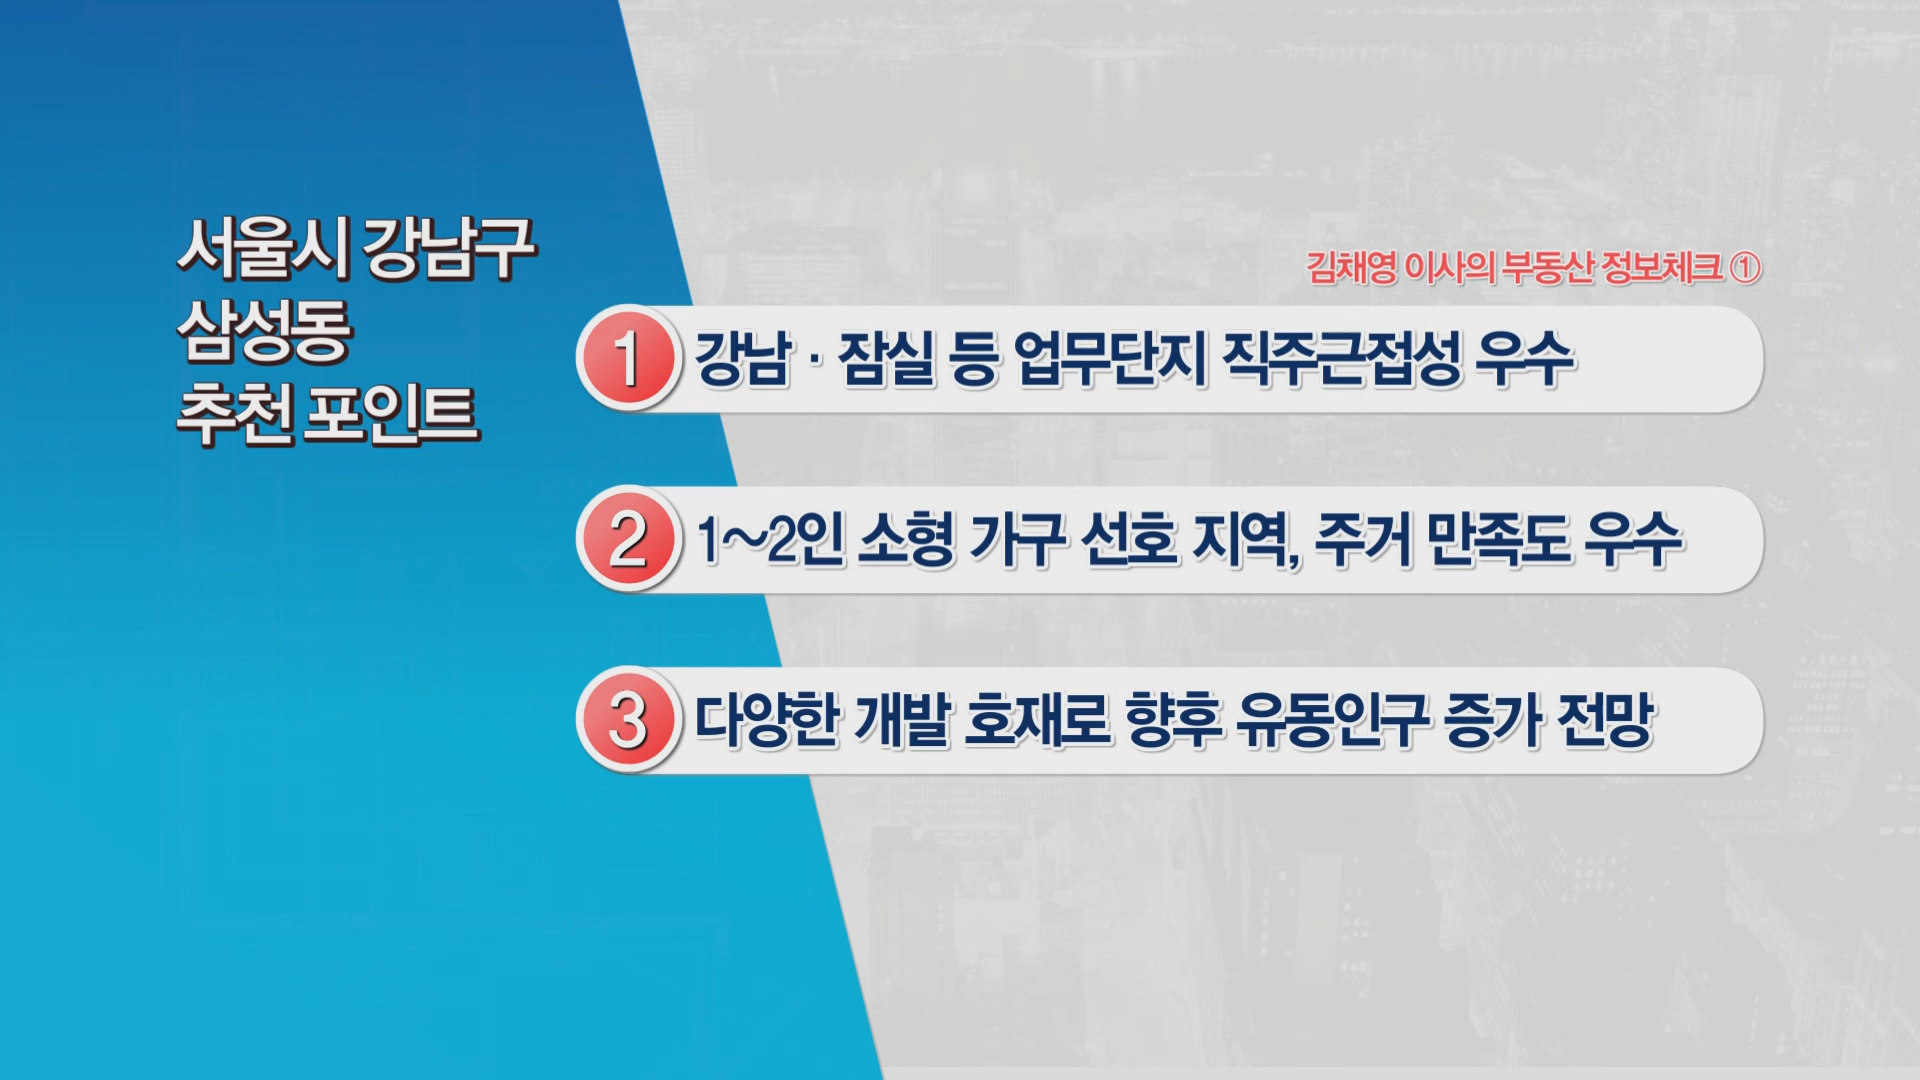 서울시 강남구
삼성동
추천 포인트
김채영 이사의 부동산 정보체크 ①
1 강남 · 잠실 등 업무단지 직주근접성 우수
2 1~2인 소형 가구 선호 지역, 주거 만족도 우수
3 다양한 개발 호재로 향후 유동인구 증가 전망